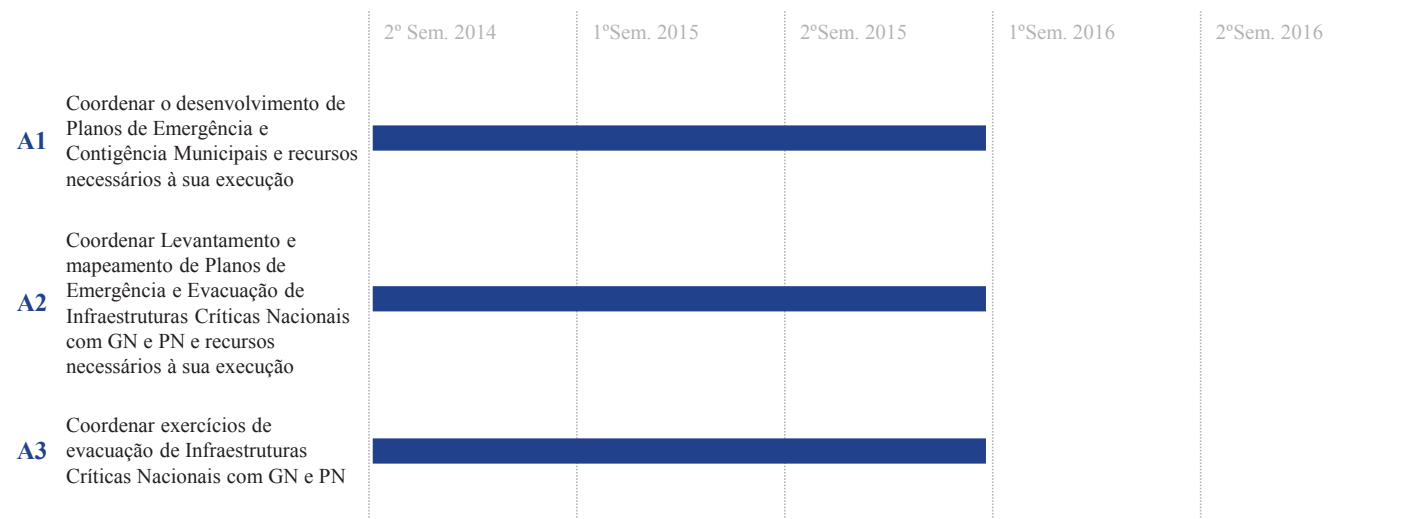 2º Sem. 2014 1ºSem. 2015 2ºSem. 2015 1ºSem. 2016 2ºSem. 2016
A1
Coordenar o desenvolvimento de
Planos de Emergência e
Contigência Municipais e recursos
necessários à sua execução
A2
Coordenar Levantamento e
mapeamento de Planos de
Emergência e Evacuação de
Infraestruturas Críticas Nacionais
com GN e PN e recursos
necessários à sua execução
A3
Coordenar exercícios de
evacuação de Infraestruturas
Críticas Nacionais com GN e PN